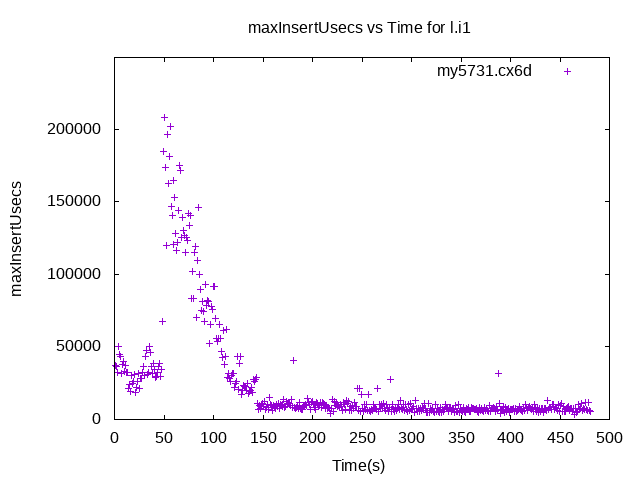 maxInsertUsecs vs Time for l.i1
my5731.cx6d
maxInsertUsecs
200000
150000
100000
50000
0
0 50 100 150 200 250 300 350 400 450 500
Time(s)